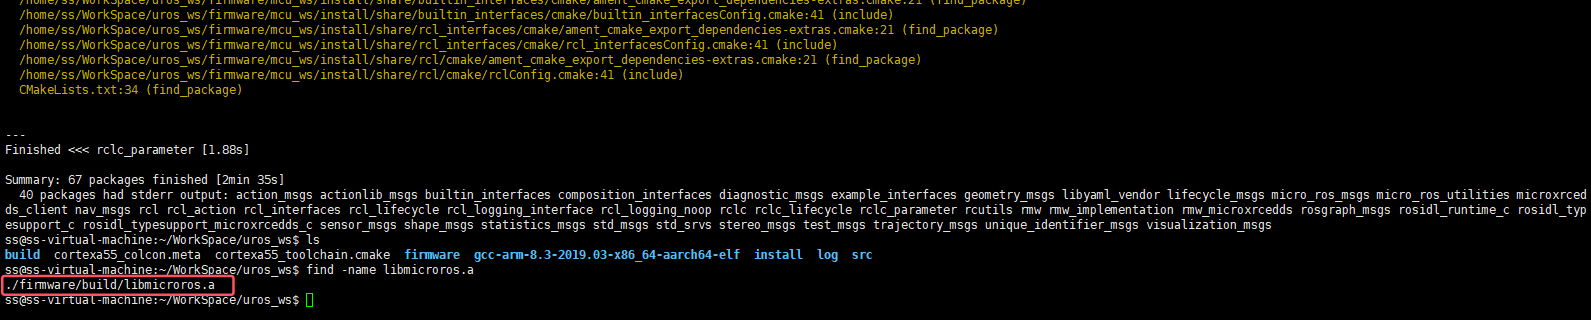 /home/ss/WorkSpace/uros_ws/firmware/mcu_ws/install/share/builtin_interfaces/cmake/ament_cmake_export_dependencies-extras.cmake:21 (find_package)
/home/ss/WorkSpace/uros_ws/firmware/mcu_ws/install/share/builtin_interfaces/cmake/builtin_interfacesConfig.cmake:41 (include)
/home/ss/WorkSpace/uros_ws/firmware/mcu_ws/install/share/rcl_interfaces/cmake/ament_cmake_export_dependencies-extras.cmake:21 (find_package)
/home/ss/WorkSpace/uros_ws/firmware/mcu_ws/install/share/rcl_interfaces/cmake/rcl_interfacesConfig.cmake:41 (include)
/home/ss/WorkSpace/uros_ws/firmware/mcu_ws/install/share/rcl/cmake/ament_cmake_export_dependencies-extras.cmake:21 (find_package)
/home/ss/WorkSpace/uros_ws/firmware/mcu_ws/install/share/rcl/cmake/rclConfig.cmake:41 (include)
CMakeLists.txt:34 (find_package)
---
Finished <<< rclc_parameter [1.88s]
Summary: 67 packages finished [2min 35s]
40 packages had stderr output: action_msgs actionlib_msgs builtin_interfaces composition_interfaces diagnostic_msgs example_interfaces geometry_msgs libyaml_vendor lifecycle_msgs micro_ros_msgs micro_ros_utilities microxrced
ds_client nav_msgs rcl rcl_action rcl_interfaces rcl_lifecycle rcl_logging_interface rcl_logging_noop rclc rclc_lifecycle rclc_parameter rcutils rmw rmw_implementation rmw_microxrcedds rosgraph_msgs rosidl_runtime_c rosidl_typ
esupport_c rosidl_typesupport_microxrcedds_c sensor_msgs shape_msgs statistics_msgs std_msgs std_srvs stereo_msgs test_msgs trajectory_msgs unique_identifier_msgs visualization_msgs
ss@ss-virtual-machine:~/WorkSpace/uros_ws$ ls
build cortexa55_colcon.meta cortexa55_toolchain.cmake firmware gcc-arm-8.3-2019.03-x86_64-aarch64-elf install log src
ss@ss-virtual-machine:~/WorkSpace/uros_ws$ find -name libmicroros.a
./firmware/build/libmicroros.a
ss@ss-virtual-machine:~/WorkSpace/uros_ws$